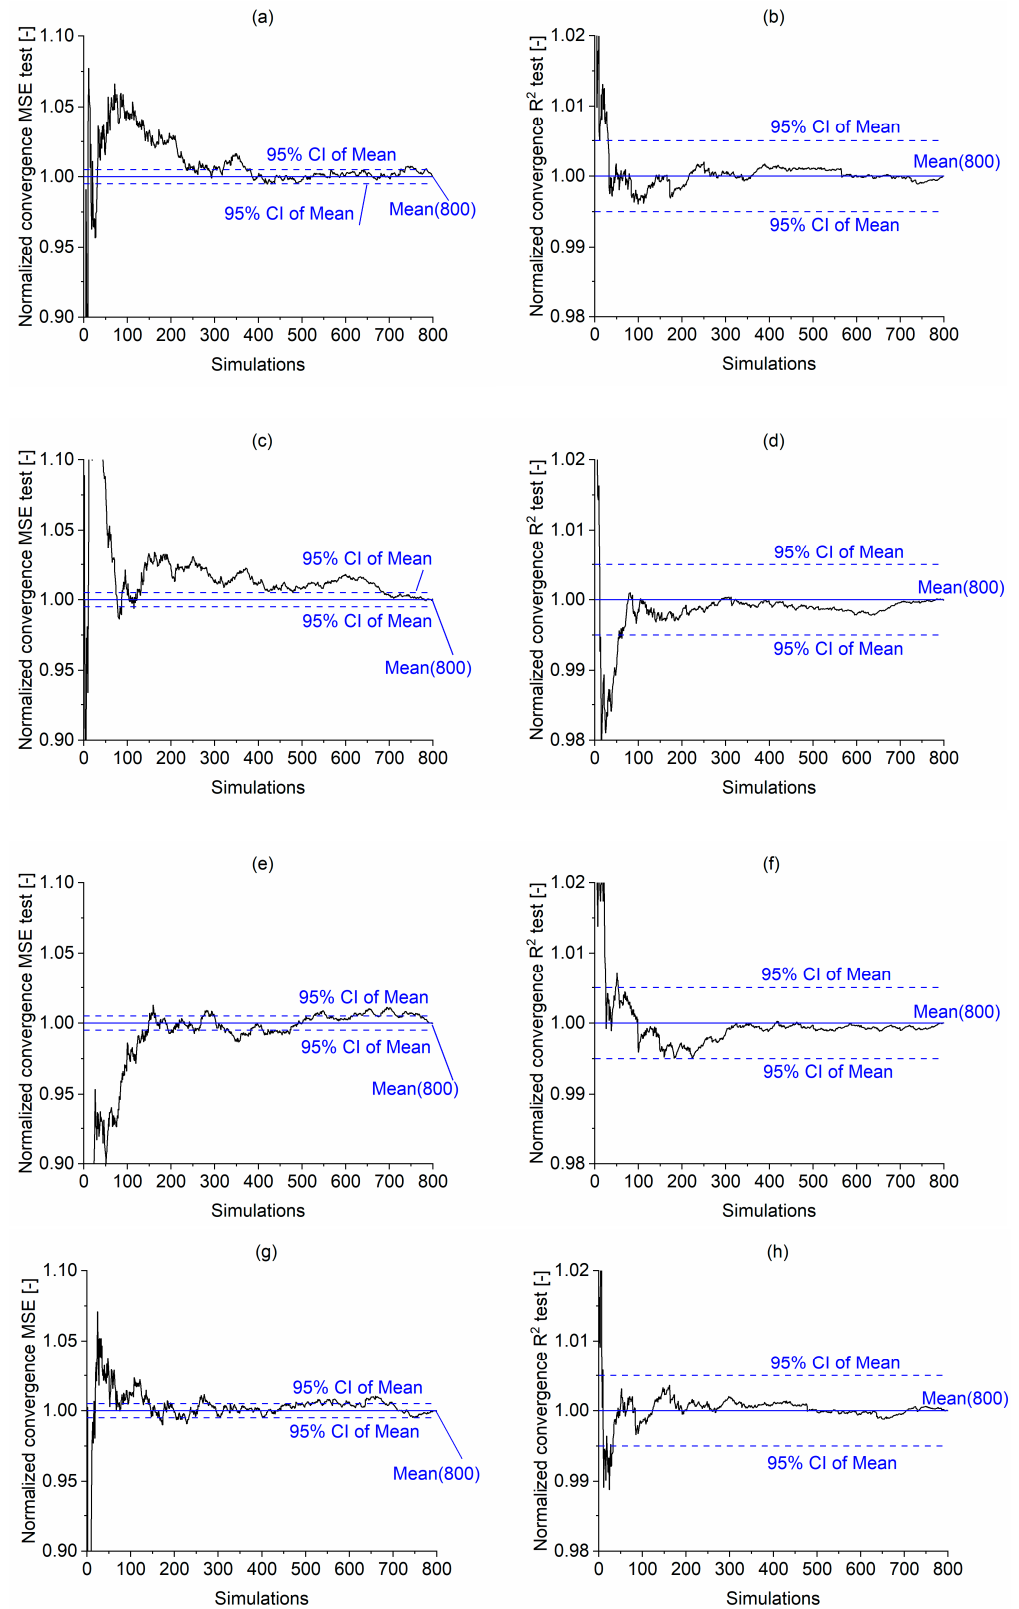 (a)
Normalized convergence MSE test [-]
1.10
1.05
1.00
0.95
0.90
95% CI of Mean
95% CI of Mean
Mean(800)
0 100 200 300 400 500 600 700 800
Simulations
(b)
Normalized convergence R² test [-]
1.02
1.01
1.00
0.99
0.98
95% CI of Mean
Mean(800)
95% CI of Mean
0 100 200 300 400 500 600 700 800
Simulations
(c)
Normalized convergence MSE test [-]
1.10
1.05
1.00
0.95
0.90
95% CI of Mean
95% CI of Mean
Mean(800)
0 100 200 300 400 500 600 700 800
Simulations
(d)
Normalized convergence R² test [-]
1.02
1.01
1.00
0.99
0.98
95% CI of Mean
Mean(800)
95% CI of Mean
0 100 200 300 400 500 600 700 800
Simulations
(e)
Normalized convergence MSE test [-]
1.10
1.05
1.00
0.95
0.90
95% CI of Mean
95% CI of Mean
Mean(800)
0 100 200 300 400 500 600 700 800
Simulations
(f)
Normalized convergence R² test [-]
1.02
1.01
1.00
0.99
0.98
95% CI of Mean
Mean(800)
95% CI of Mean
0 100 200 300 400 500 600 700 800
Simulations
(g)
Normalized convergence MSE [-]
1.10
1.05
1.00
0.95
0.90
95% CI of Mean
95% CI of Mean
Mean(800)
0 100 200 300 400 500 600 700 800
Simulations
(h)
Normalized convergence R² test [-]
1.02
1.01
1.00
0.99
0.98
95% CI of Mean
Mean(800)
95% CI of Mean
0 100 200 300 400 500 600 700 800
Simulations